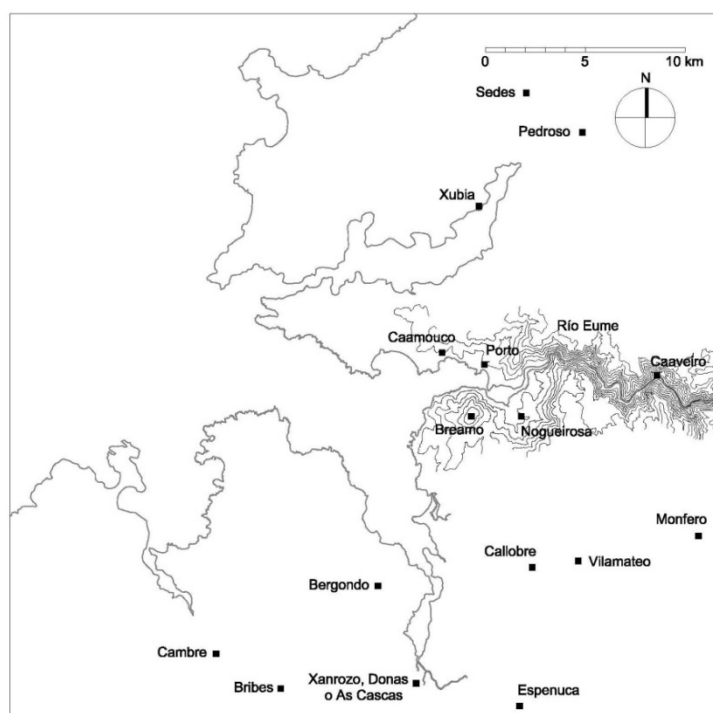 0 5 10 km
N
Sedes
Pedroso
Xubia
Río Eume
Caamouco
Porto
Caaveiro
Breamo
Nogueirosa
Monfero
Callobre
Vilamateo
Bergondo
Cambre
Bribes
Xanrozo, Donas
o As Cascas
Espenuca